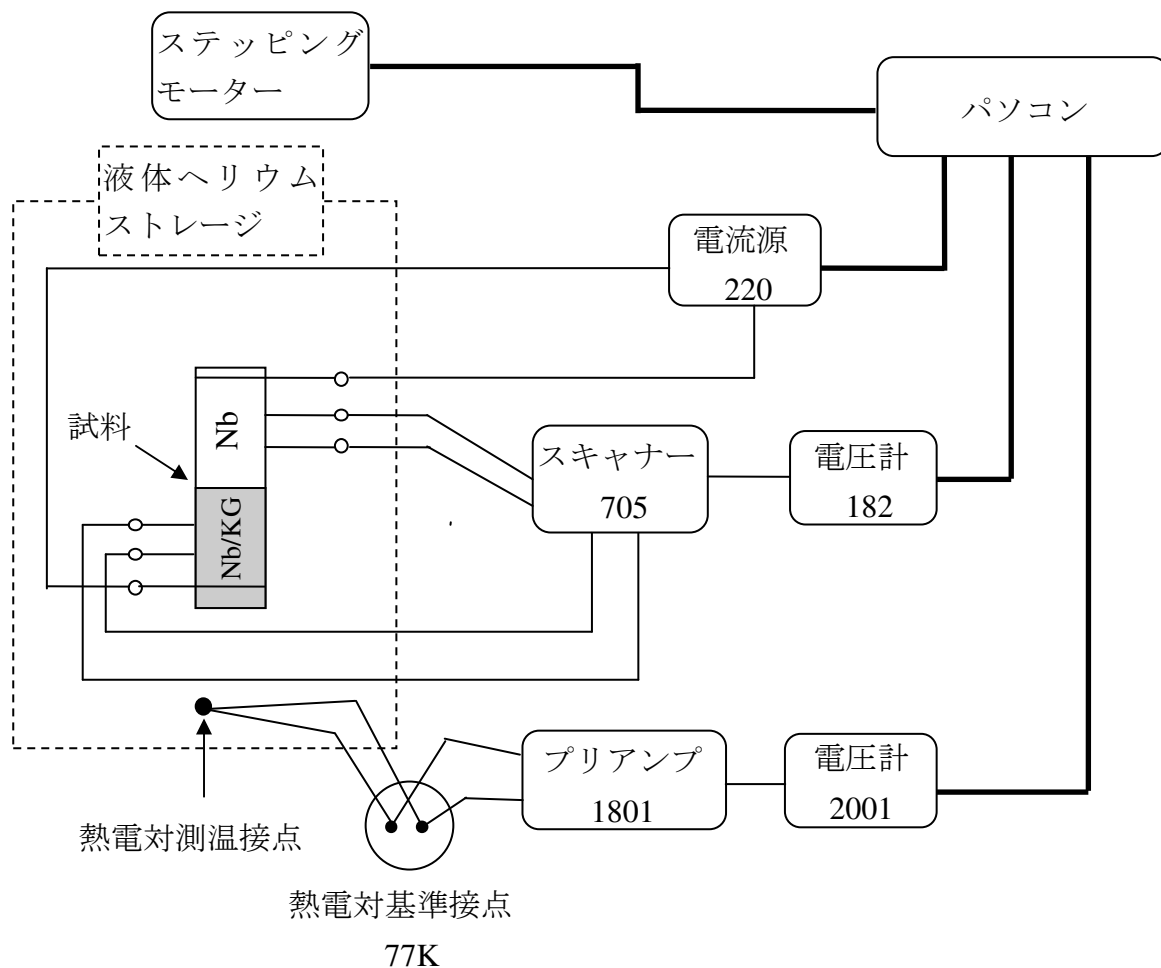 ステッピング
モーター
パソコン
液体ヘリウム
ストレージ
電流源
220
試料
Nb
Nb/KG
スキャナー
705
電圧計
182
プリアンプ
1801
電圧計
2001
熱電対測温接点
熱電対基準接点
77K